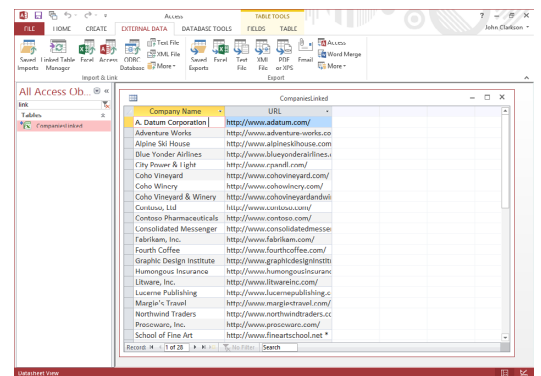 Access
TABLE TOOLS
? - ✕
FILE HOME CREATE EXTERNAL DATA DATABASE TOOLS FIELDS TABLE
John Clarkson
Saved Imports
Linked Table Manager
Excel
Access
ODBC Database
Text File
XML File
More
Saved Exports
Excel
Text File
XML File
PDF or XPS
Email
Access
Word Merge
More
Import & Link
Export
All Access Ob...
link
Tables
CompaniesLinked
CompaniesLinked
Company Name URL
A. Datum Corporation http://www.adatum.com/
Adventure Works http://www.adventure-works.co
Alpine Ski House http://www.alpineskihouse.com
Blue Yonder Airlines http://www.blueyonderairlines.
City Power & Light http://www.cpandl.com/
Coho Vineyard http://www.cohovineyard.com/
Coho Winery http://www.cohowinery.com/
Coho Vineyard & Winery http://www.cohovineyardandwi
Contoso, Ltd http://www.contoso.com/
Contoso Pharmaceuticals http://www.contoso.com/
Consolidated Messenger http://www.consolidatedmesse
Fabrikam, Inc. http://www.fabrikam.com/
Fourth Coffee http://www.fourthcoffee.com/
Graphic Design Institute http://www.graphicdesigninstit
Humongous Insurance http://www.humongousinsuranc
Litware, Inc. http://www.litwareinc.com/
Lucerne Publishing http://www.lucernepublishing.c
Margie's Travel http://www.margiestravel.com/
Northwind Traders http://www.northwindtraders.cc
Proseware, Inc. http://www.proseware.com/
School of Fine Art http://www.fineartschool.net
Record: 1 of 28 No Filter Search
Datasheet View